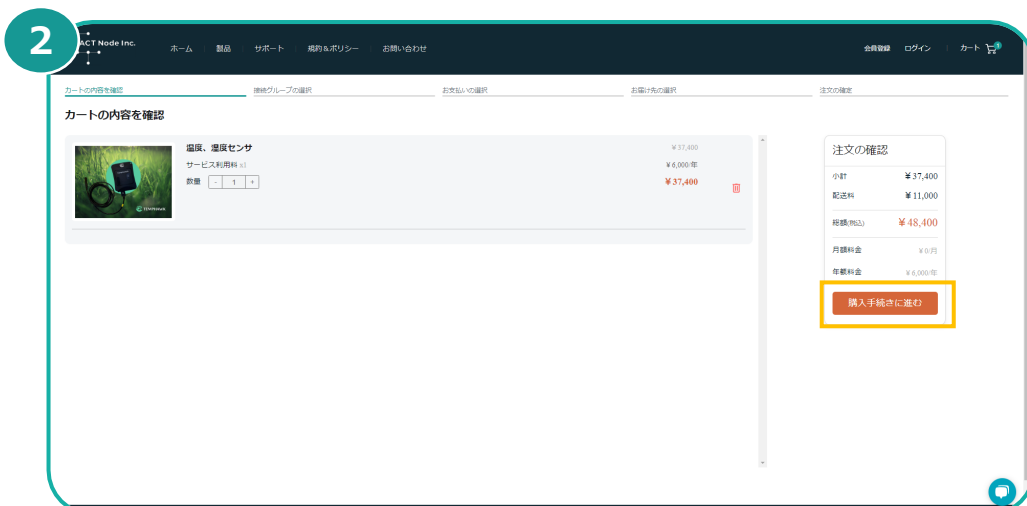 2
ACT Node Inc.
ホーム 製品 サポート 規約&ポリシー お問い合わせ
会員登録 ログイン カート 1
カートの内容を確認 接続グループの選択 お支払いの選択 お届け先の選択 注文の確定
カートの内容を確認
温度、湿度センサ ¥37,400
サービス利用料 x1 ¥6,000/年
数量 - 1 + ¥37,400
注文の確認
小計 ¥37,400
配送料 ¥11,000
総額(税込) ¥48,400
月額料金 ¥0/月
年額料金 ¥6,000/年
購入手続きに進む